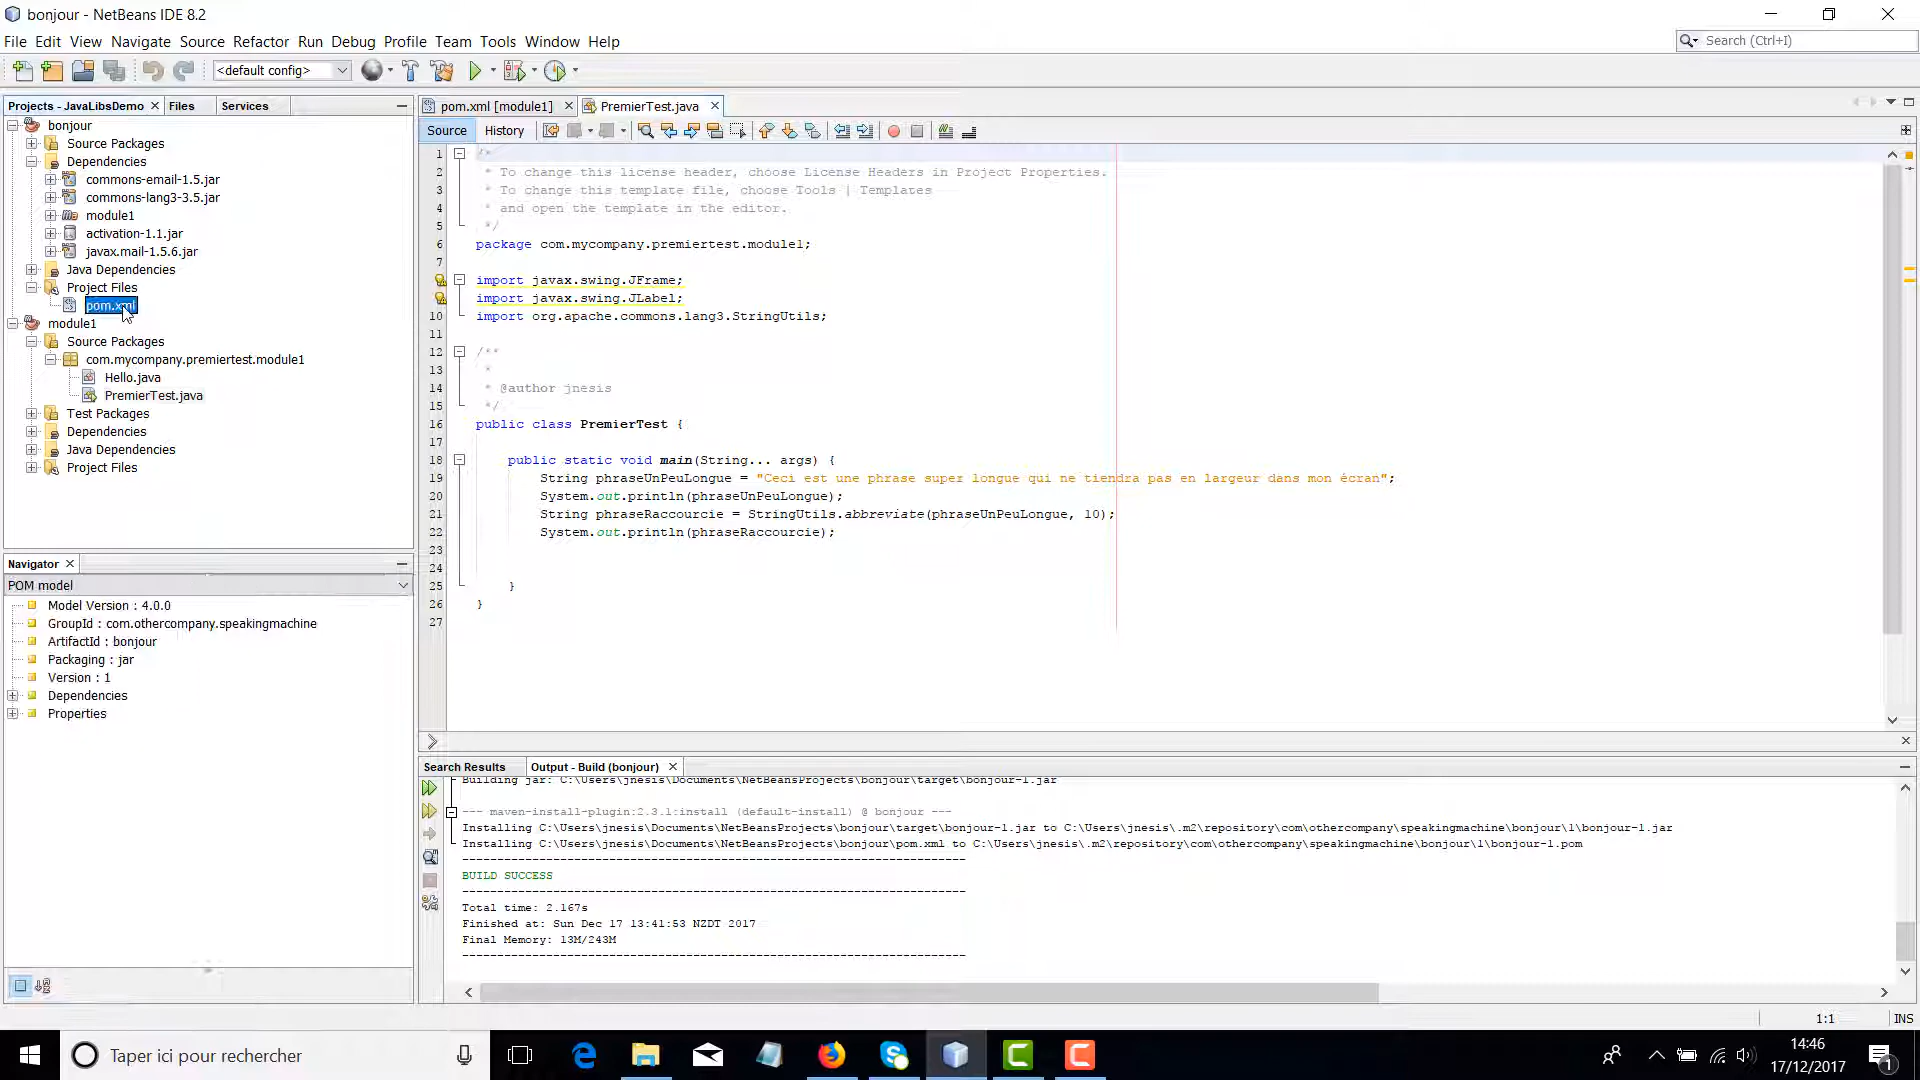 bonjour - NetBeans IDE 8.2
File Edit View Navigate Source Refactor Run Debug Profile Team Tools Window Help
Search (Ctrl+I)
<default config>
Projects - JavaLibsDemo Files Services
bonjour
Source Packages
Dependencies
commons-email-1.5.jar
commons-lang3-3.5.jar
module1
activation-1.1.jar
javax.mail-1.5.6.jar
Java Dependencies
Project Files
pom.xml
module1
Source Packages
com.mycompany.premiertest.module1
Hello.java
PremierTest.java
Test Packages
Dependencies
Java Dependencies
Project Files
Navigator
POM model
Model Version : 4.0.0
GroupId : com.othercompany.speakingmachine
ArtifactId : bonjour
Packaging : jar
Version : 1
Dependencies
Properties
pom.xml [module1] PremierTest.java
Source History
1 /*
2 * To change this license header, choose License Headers in Project Properties.
3 * To change this template file, choose Tools | Templates
4 * and open the template in the editor.
5 */
6 package com.mycompany.premiertest.module1;
7
import javax.swing.JFrame;
import javax.swing.JLabel;
10 import org.apache.commons.lang3.StringUtils;
11
12 /**
13 *
14 * @author jnesis
15 */
16 public class PremierTest {
17
18 public static void main(String... args) {
19 String phraseUnPeuLongue = "Ceci est une phrase super longue qui ne tiendra pas en largeur dans mon écran";
20 System.out.println(phraseUnPeuLongue);
21 String phraseRaccourcie = StringUtils.abbreviate(phraseUnPeuLongue, 10);
22 System.out.println(phraseRaccourcie);
23
24
25 }
26 }
27
Search Results Output - Build (bonjour)
Building jar: C:\Users\jnesis\Documents\NetBeansProjects\bonjour\target\bonjour-1.jar
--- maven-install-plugin:2.3.1:install (default-install) @ bonjour ---
Installing C:\Users\jnesis\Documents\NetBeansProjects\bonjour\target\bonjour-1.jar to C:\Users\jnesis\.m2\repository\com\othercompany\speakingmachine\bonjour\1\bonjour-1.jar
Installing C:\Users\jnesis\Documents\NetBeansProjects\bonjour\pom.xml to C:\Users\jnesis\.m2\repository\com\othercompany\speakingmachine\bonjour\1\bonjour-1.pom
------------------------------------------------------------------------
BUILD SUCCESS
------------------------------------------------------------------------
Total time: 2.167s
Finished at: Sun Dec 17 13:41:53 NZDT 2017
Final Memory: 13M/243M
------------------------------------------------------------------------
1:1 INS
Taper ici pour rechercher
14:46
17/12/2017
1